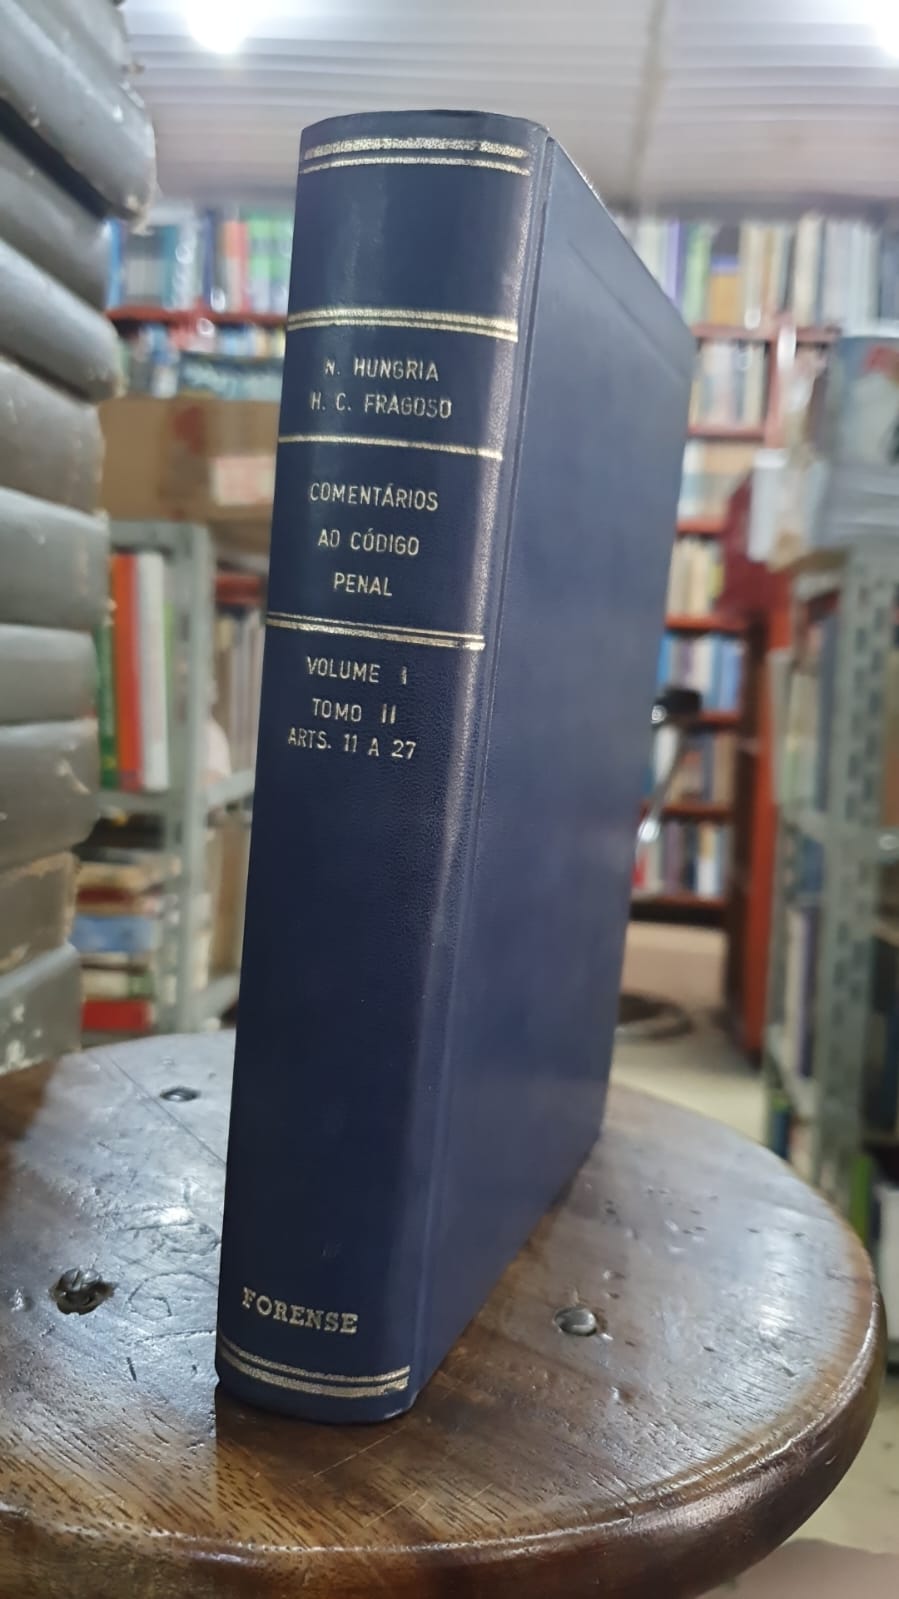 N. HUNGRIA
H. C. FRAGOSO
COMENTÁRIOS
AO CÓDIGO
PENAL
VOLUME I
TOMO II
ARTS. 11 A 27
FORENSE